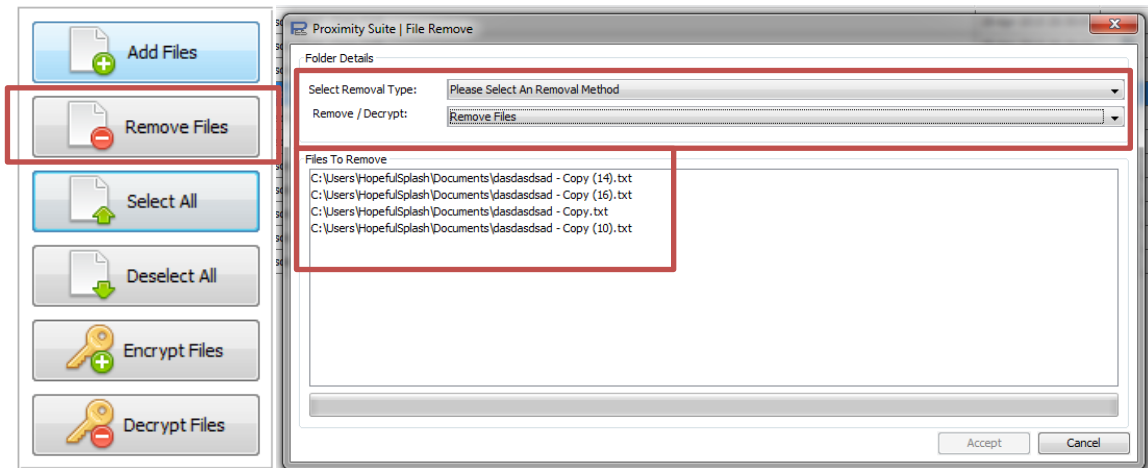 Add Files
Remove Files
Select All
Deselect All
Encrypt Files
Decrypt Files
Proximity Suite | File Remove
Folder Details
Select Removal Type: Please Select An Removal Method
Remove / Decrypt: Remove Files
Files To Remove
C:\Users\HopefulSplash\Documents\dasdasdsad - Copy (14).txt
C:\Users\HopefulSplash\Documents\dasdasdsad - Copy (16).txt
C:\Users\HopefulSplash\Documents\dasdasdsad - Copy.txt
C:\Users\HopefulSplash\Documents\dasdasdsad - Copy (10).txt
Accept Cancel